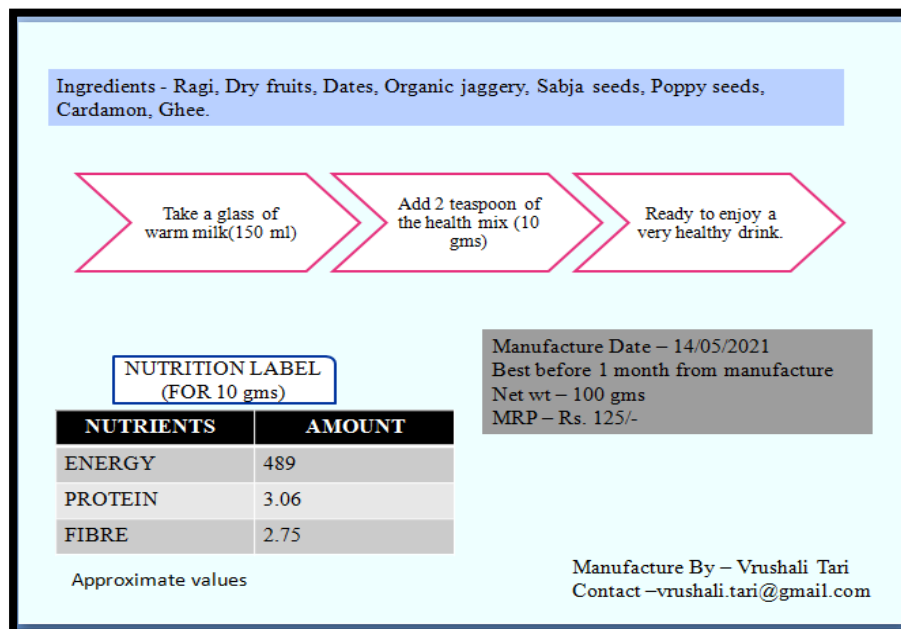 Ingredients - Ragi, Dry fruits, Dates, Organic jaggery, Sabja seeds, Poppy seeds,
Cardamon, Ghee.
Take a glass of
warm milk(150 ml)
Add 2 teaspoon of
the health mix (10
gms)
Ready to enjoy a
very healthy drink.
Manufacture Date – 14/05/2021
Best before 1 month from manufacture
Net wt – 100 gms
MRP – Rs. 125/-
NUTRITION LABEL
(FOR 10 gms)
NUTRIENTS AMOUNT
ENERGY 489
PROTEIN 3.06
FIBRE 2.75
Approximate values
Manufacture By – Vrushali Tari
Contact –vrushali.tari@gmail.com